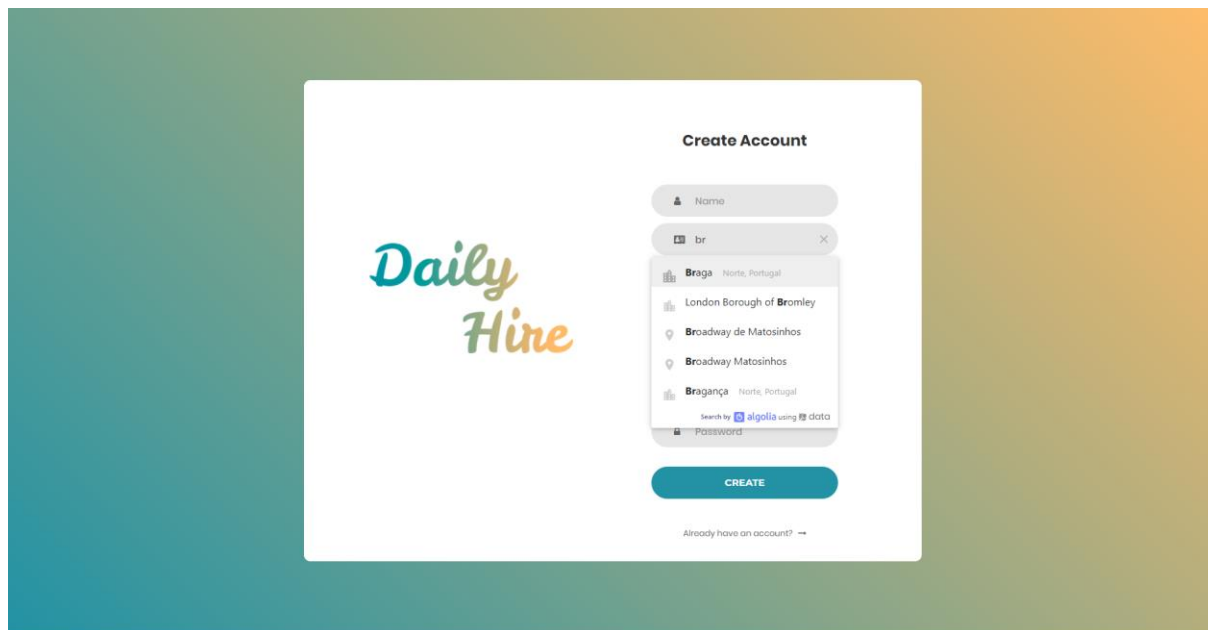 Create Account
Name
br
Daily
Hire
Braga Norte, Portugal
London Borough of Bromley
Broadway de Matosinhos
Broadway Matosinhos
Bragança Norte, Portugal
Search by algolia using data
Password
CREATE
Already have an account? →